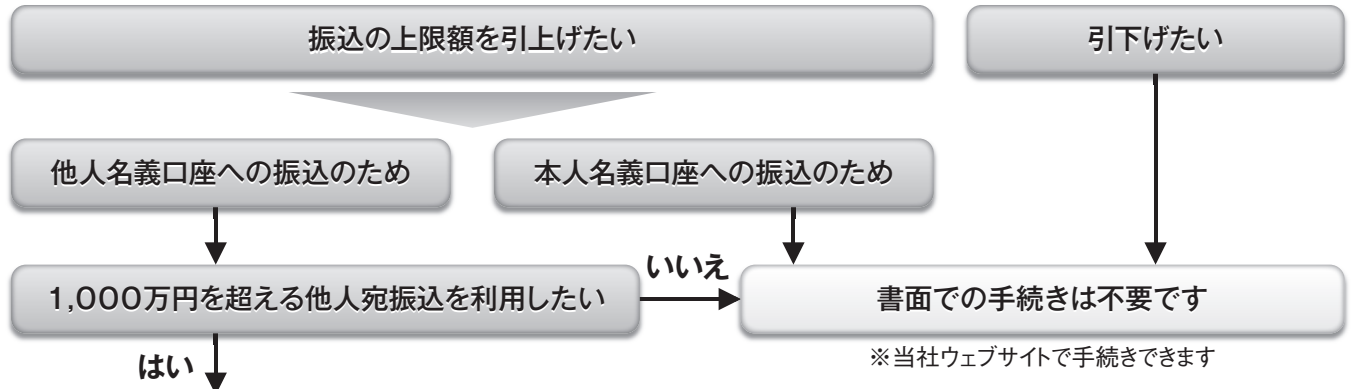 振込の上限額を引上げたい
引下げたい
他人名義口座への振込のため
本人名義口座への振込のため
いいえ
1,000万円を超える他人宛振込を利用したい
書面での手続きは不要です
※当社ウェブサイトで手続きできます
はい